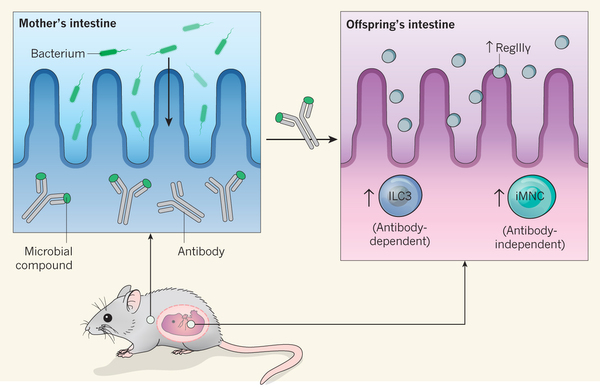 Mother's intestine
Bacterium
Microbial
compound
Antibody
Offspring's intestine
↑ RegIIIγ
↑ ILC3
(Antibody-
dependent)
↑ iMNC
(Antibody-
independent)